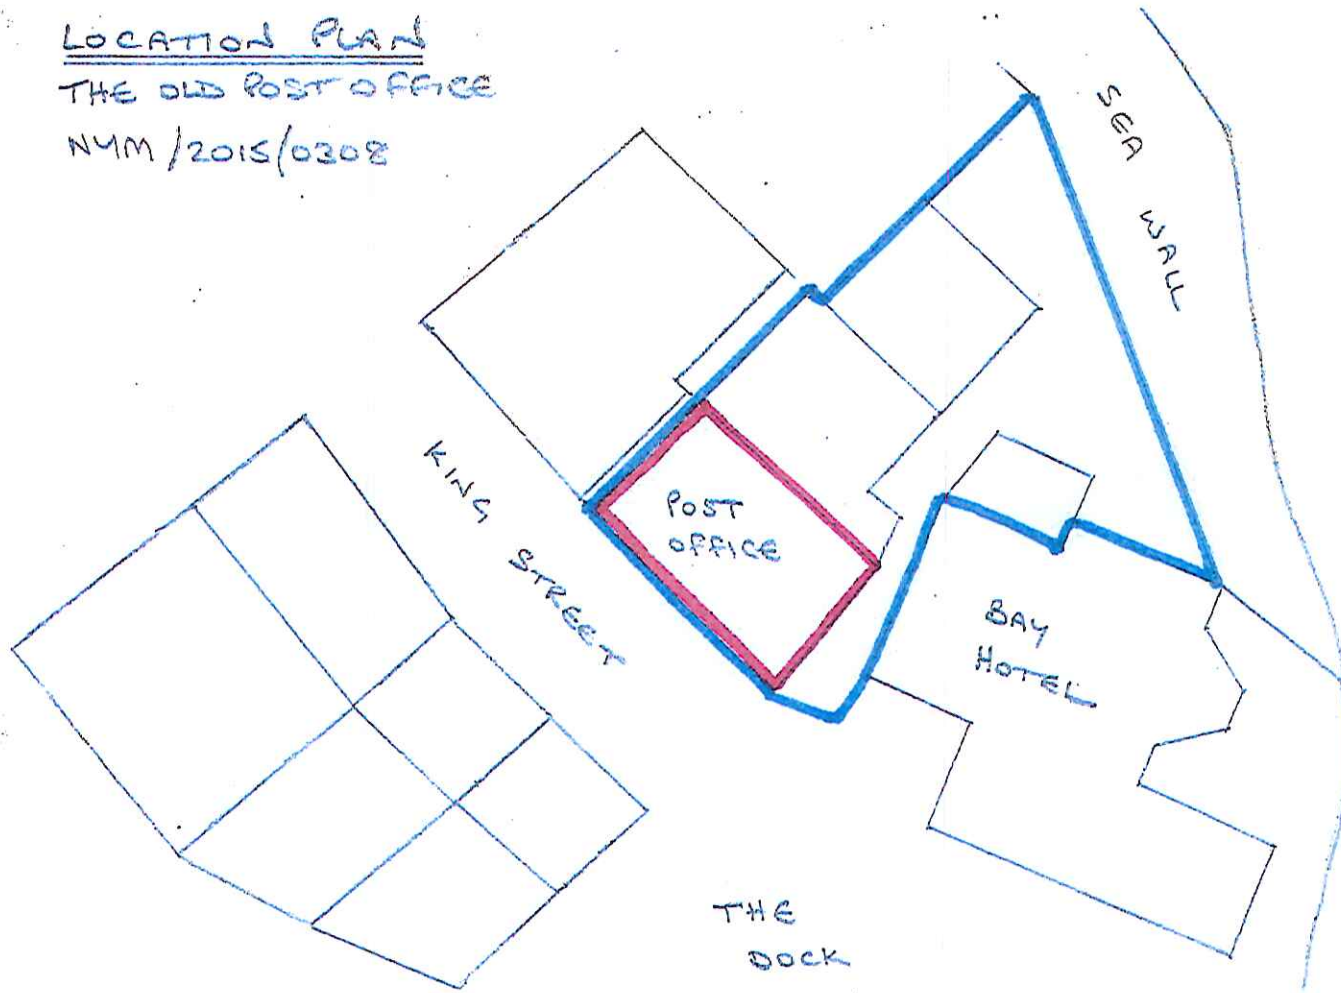 LOCATION PLAN
THE OLD POST OFFICE
NYM/2015/0308
SEA WALL
KING STREET
POST
OFFICE
BAY
HOTEL
THE
DOCK